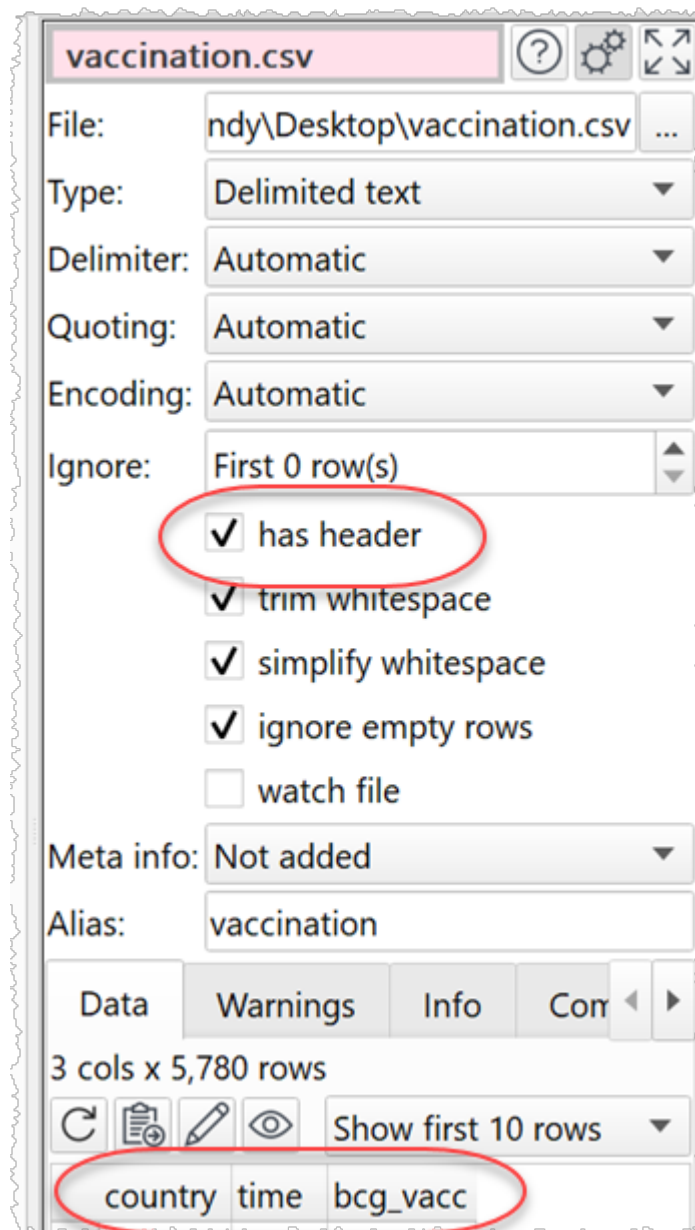 vaccination.csv
File: ndy\Desktop\vaccination.csv ...
Type: Delimited text
Delimiter: Automatic
Quoting: Automatic
Encoding: Automatic
Ignore: First 0 row(s)
has header
trim whitespace
simplify whitespace
ignore empty rows
watch file
Meta info: Not added
Alias: vaccination
Data Warnings Info Com
3 cols x 5,780 rows
Show first 10 rows
country time bcg_vacc